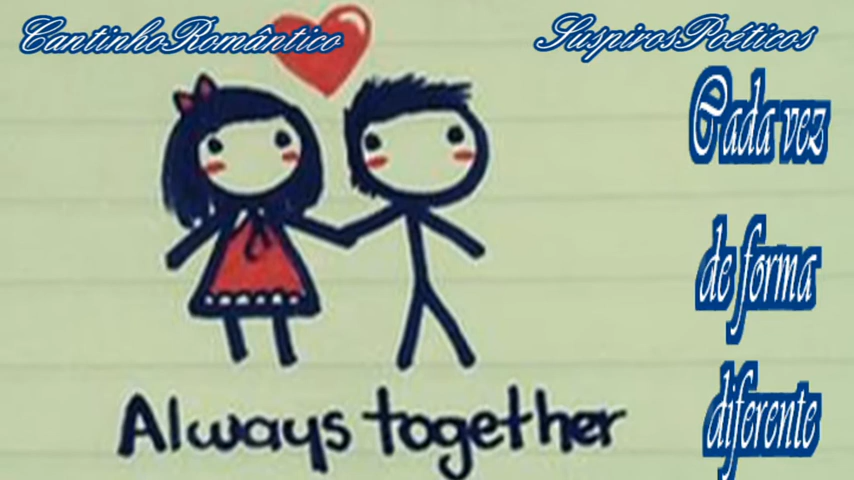 CantinhoRomântico
SuspirosPoéticos
Cada vez
de forma
diferente
Always together